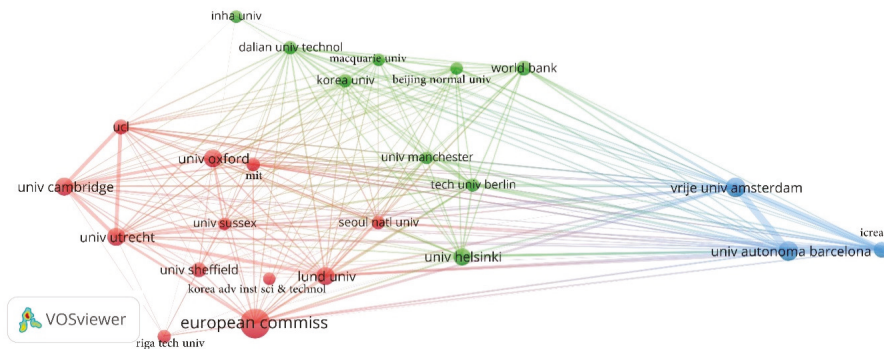 inha univ
dalian univ technol
macquarie univ
world bank
korea univ
beijing normal univ
ucl
univ manchester
univ oxford
mit
tech univ berlin
univ cambridge
vrije univ amsterdam
univ sussex
seoul natl univ
icrea
univ utrecht
univ autonoma barcelona
univ helsinki
univ sheffield
lund univ
korea adv inst sci & technol
VOSviewer
european commiss
riga tech univ